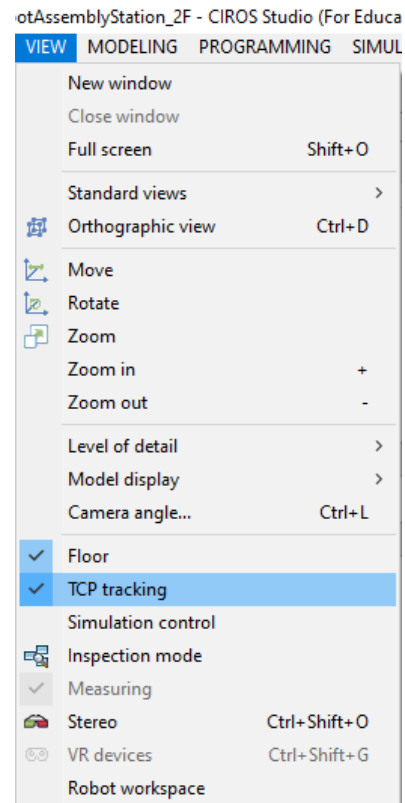 otAssemblyStation_2F - CIROS Studio (For Educa
VIEW MODELING PROGRAMMING SIMUL
New window
Close window
Full screen Shift+O
Standard views >
Orthographic view Ctrl+D
Move
Rotate
Zoom
Zoom in +
Zoom out -
Level of detail >
Model display >
Camera angle... Ctrl+L
Floor
TCP tracking
Simulation control
Inspection mode
Measuring
Stereo Ctrl+Shift+O
VR devices Ctrl+Shift+G
Robot workspace